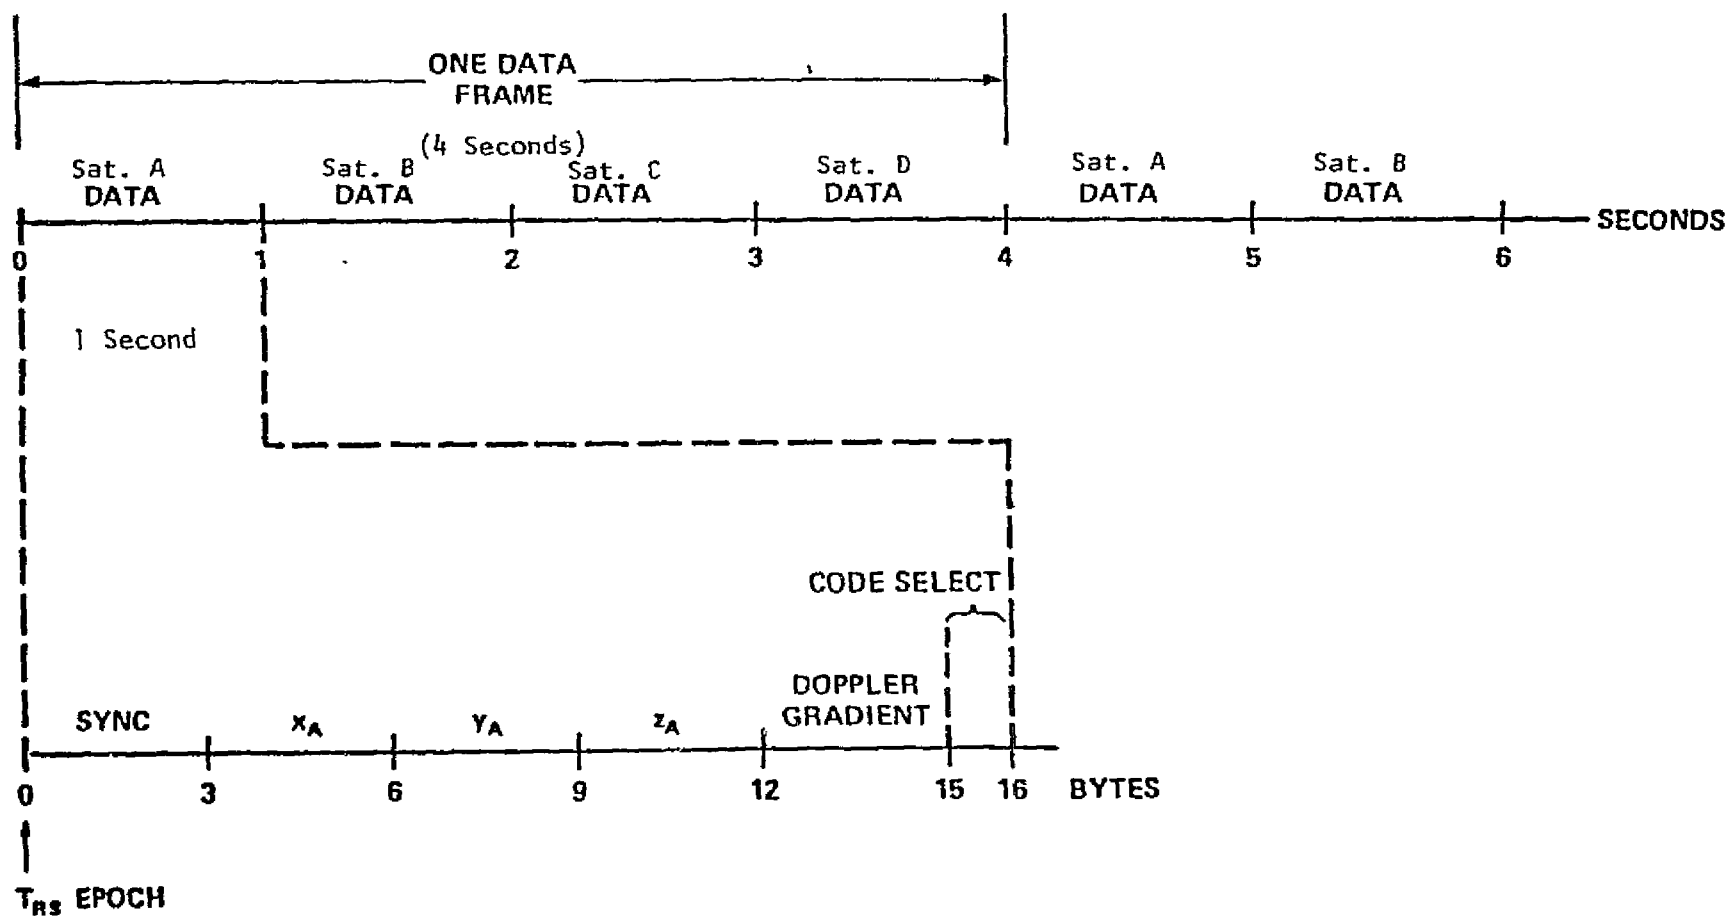 ONE DATA
FRAME
(4 Seconds)
Sat. A
DATA
Sat. B
DATA
Sat. C
DATA
Sat. D
DATA
Sat. A
DATA
Sat. B
DATA
SECONDS
0 1 2 3 4 5 6
1 Second
CODE SELECT
DOPPLER
GRADIENT
SYNC xA yA zA
0 3 6 9 12 15 16 BYTES
TRS EPOCH